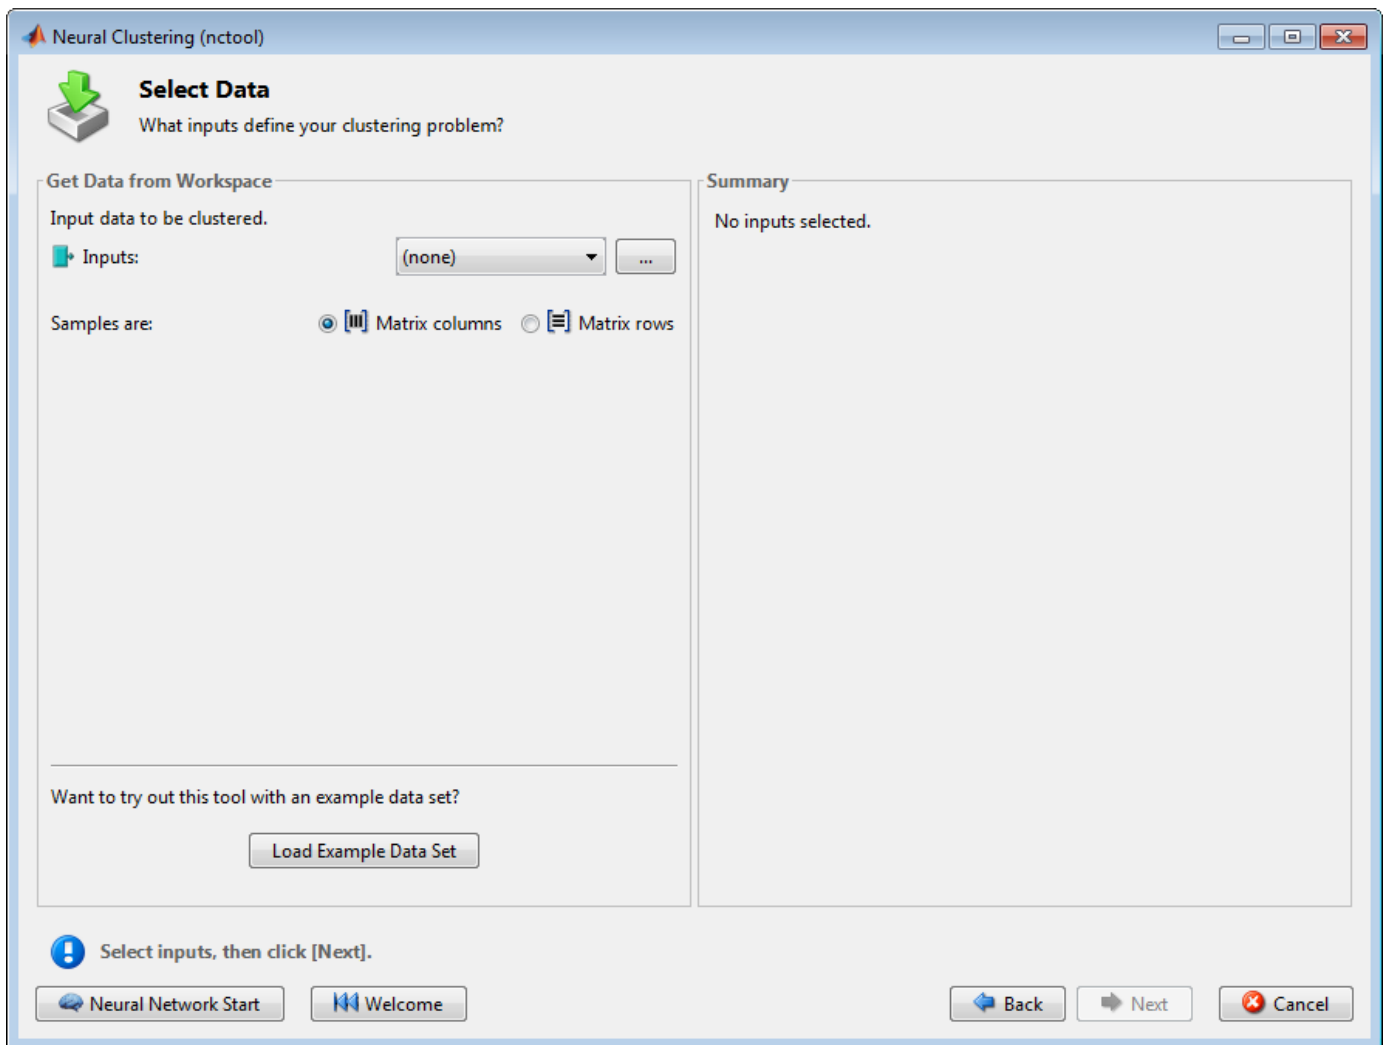 Neural Clustering (nctool)
Select Data
What inputs define your clustering problem?
Get Data from Workspace
Input data to be clustered.
Inputs: (none) ...
Samples are: Matrix columns Matrix rows
Want to try out this tool with an example data set?
Load Example Data Set
Summary
No inputs selected.
Select inputs, then click [Next].
Neural Network Start Welcome Back Next Cancel